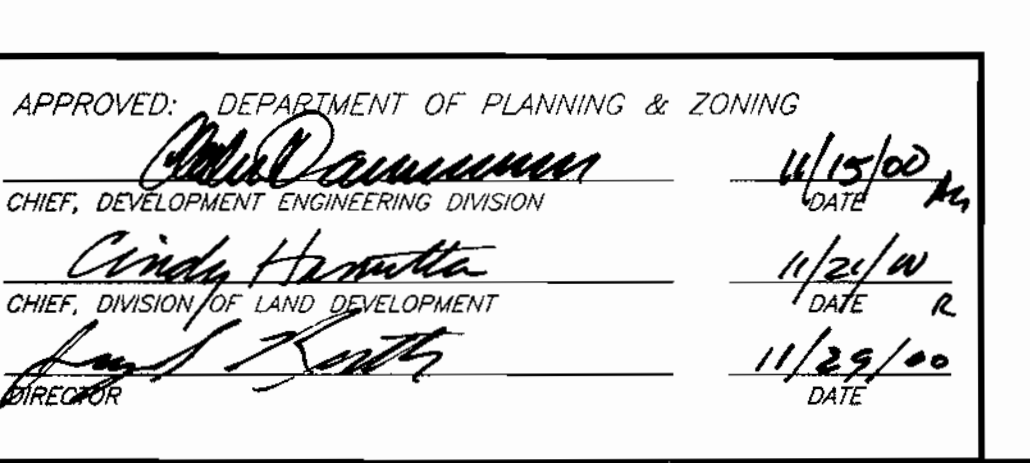 APPROVED: DEPARTMENT OF PLANNING & ZONING
11/15/00
CHIEF, DEVELOPMENT ENGINEERING DIVISION DATE
Cindy 11/21/00
CHIEF, DIVISION OF LAND DEVELOPMENT DATE R
11/29/00
DIRECTOR DATE